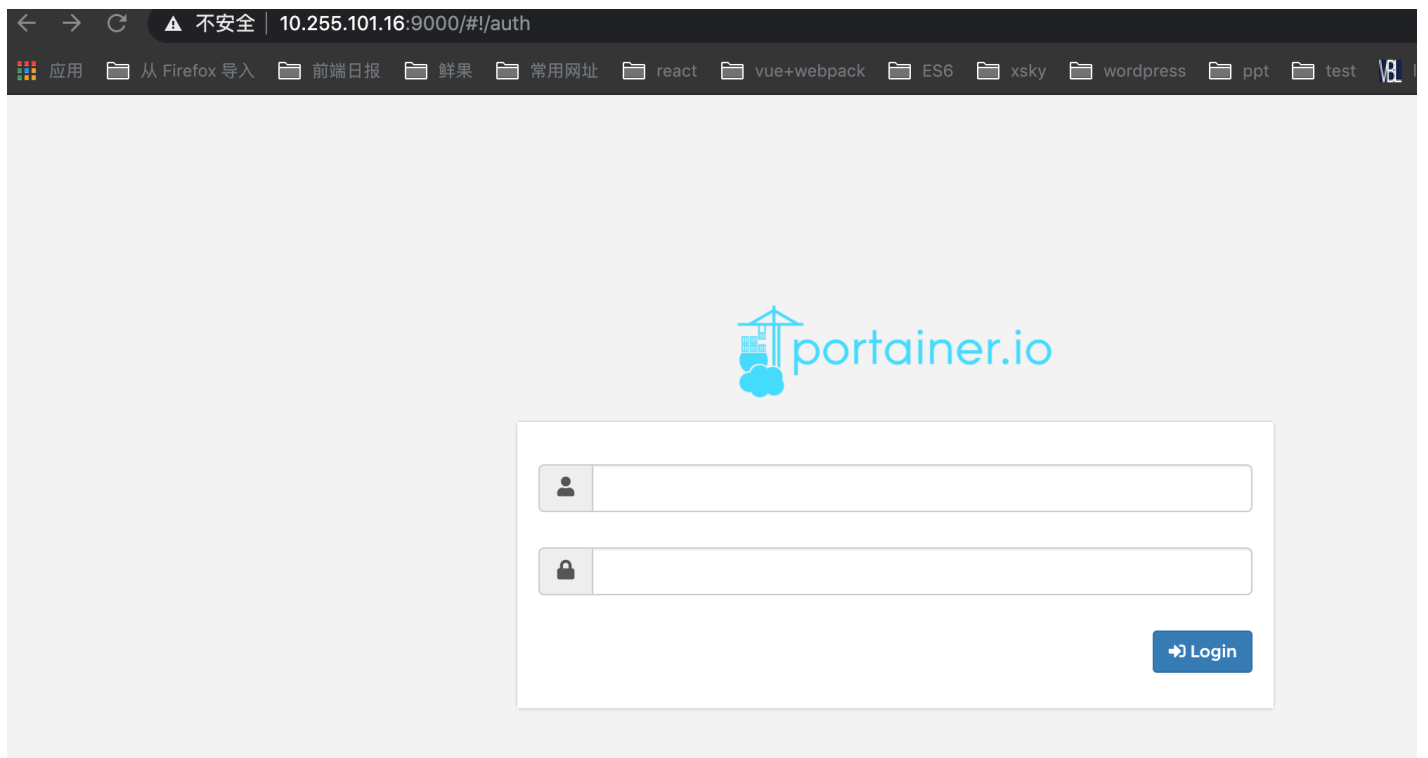 不安全 10.255.101.16:9000/#!/auth
应用 从 Firefox 导入 前端日报 鲜果 常用网址 react vue+webpack ES6 xsky wordpress ppt test
portainer.io
Login